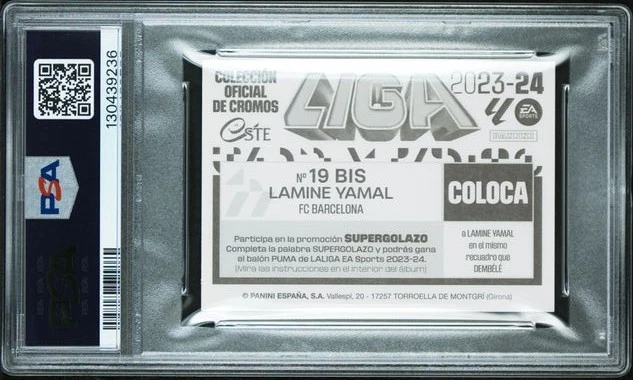 130439236
PSA
COLECCIÓN
OFICIAL
DE CROMOS
ESTE
LIGA
2023-24
EA
SPORTS
PANINI
Nº 19 BIS
LAMINE YAMAL
FC BARCELONA
COLOCA
a LAMINE YAMAL
en el mismo
recuadro que
DEMBÉLÉ
Participa en la promoción SUPERGOLAZO
Completa la palabra SUPERGOLAZO y podrás gana
el balón PUMA de LALIGA EA Sports 2023-24.
(Mira las instrucciones en el interior del álbum)
© PANINI ESPAÑA, S.A. Vallespí, 20 - 17257 TORROELLA DE MONTGRÍ (Girona)